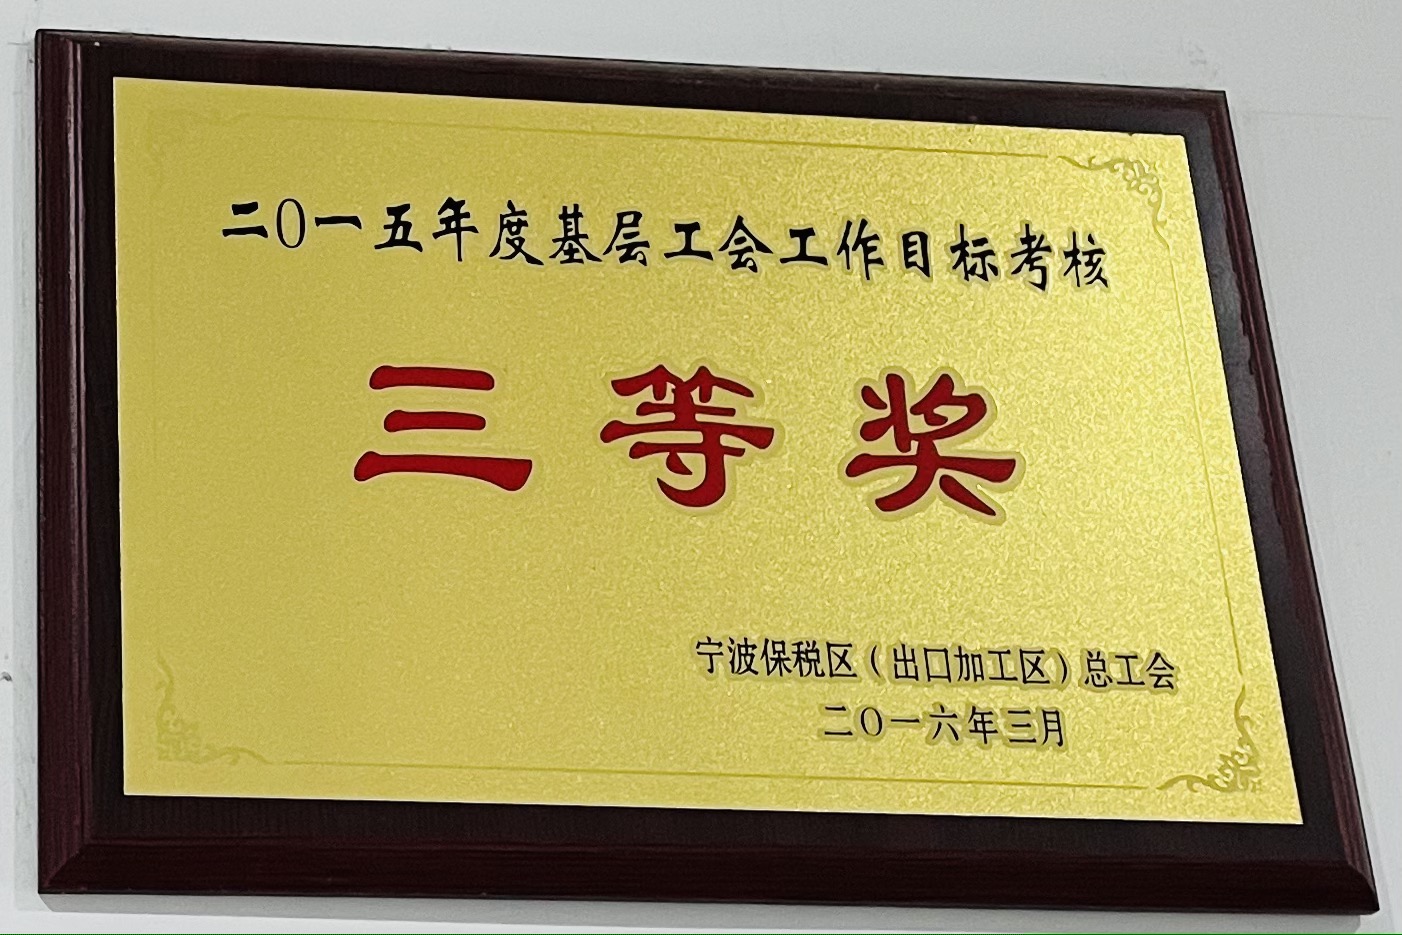 二〇一五年度基层工会工作目标考核
三等奖
宁波保税区（出口加工区）总工会
二〇一六年三月